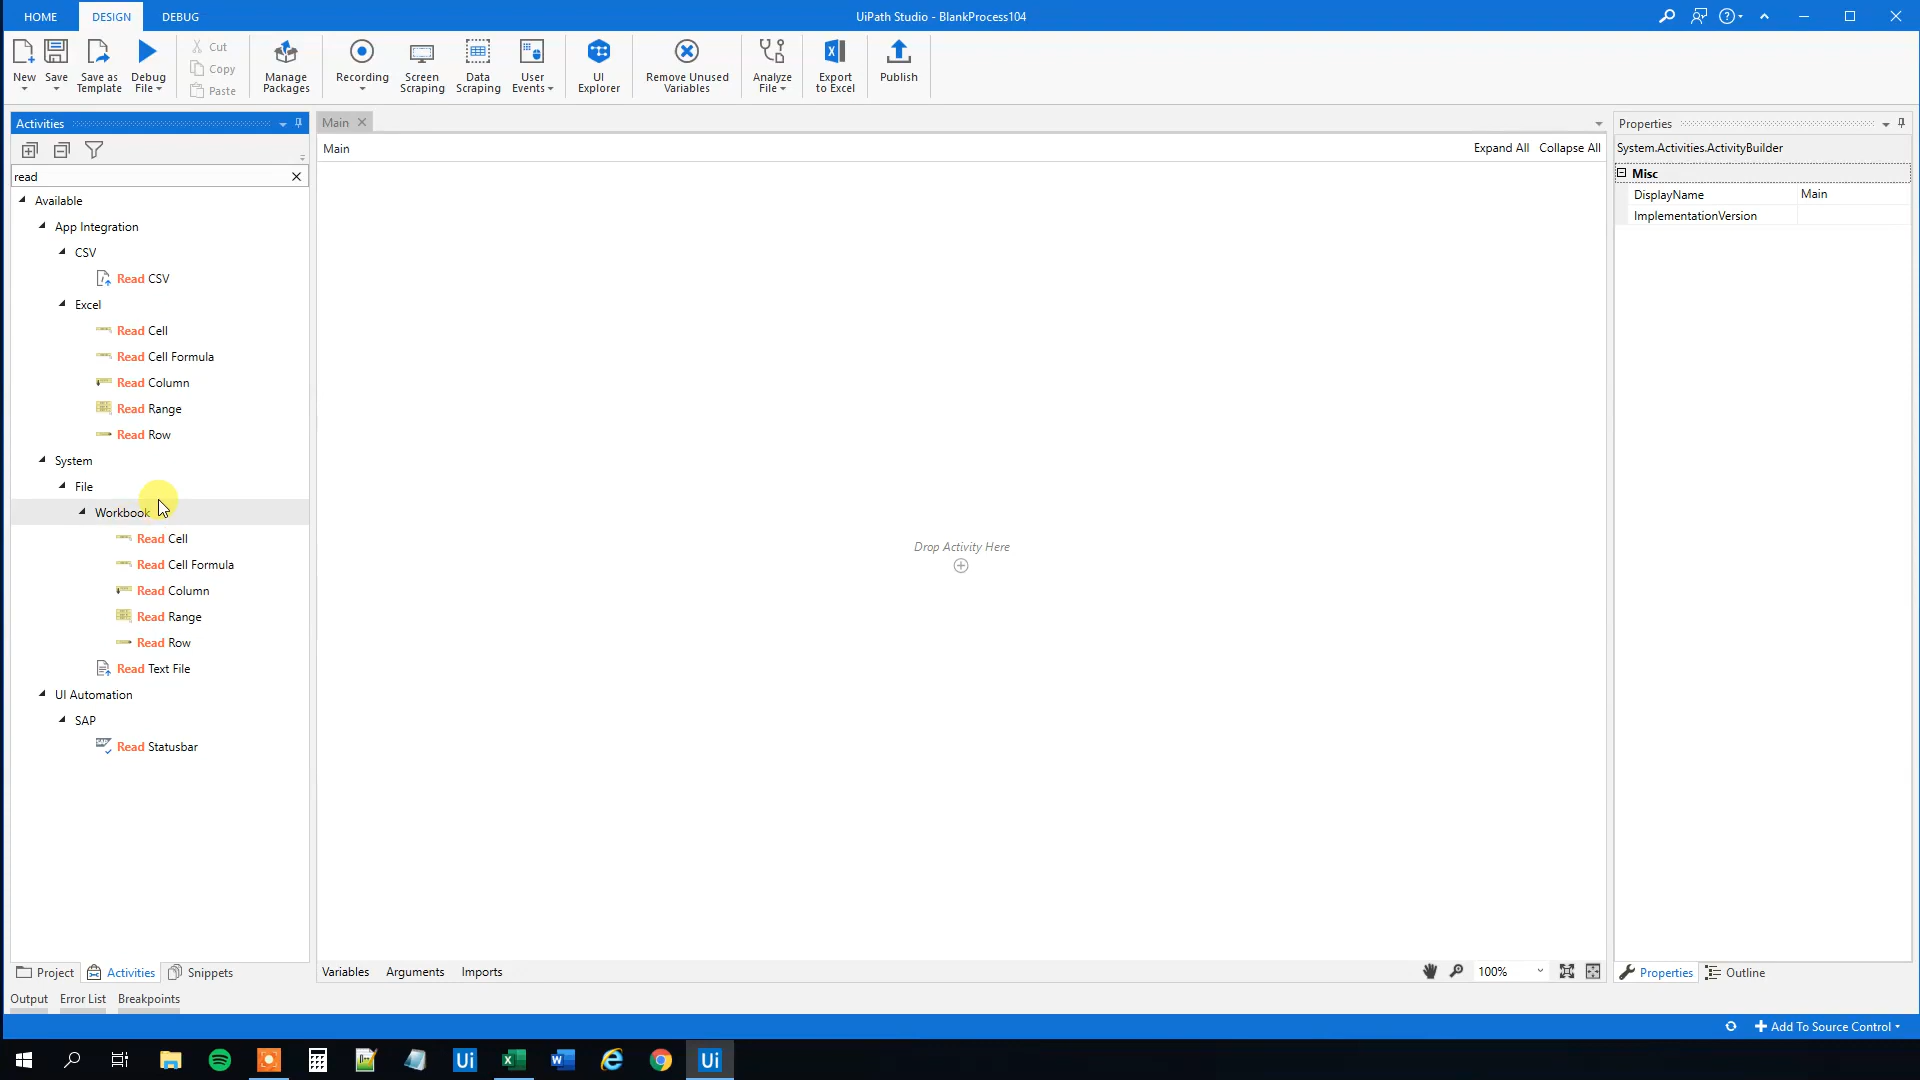 HOME DESIGN DEBUG UiPath Studio - BlankProcess104
New Save Save as Template Debug File Cut Copy Paste Manage Packages Recording Screen Scraping Data Scraping User Events UI Explorer Remove Unused Variables Analyze File Export to Excel Publish
Activities
read
Available
App Integration
CSV
Read CSV
Excel
Read Cell
Read Cell Formula
Read Column
Read Range
Read Row
System
File
Workbook
Read Cell
Read Cell Formula
Read Column
Read Range
Read Row
Read Text File
UI Automation
SAP
Read Statusbar
Project Activities Snippets
Main
Main Expand All Collapse All
Drop Activity Here
Variables Arguments Imports 100%
Properties
System.Activities.ActivityBuilder
Misc
DisplayName Main
ImplementationVersion
Properties Outline
Output Error List Breakpoints
Add To Source Control
Ui Ui